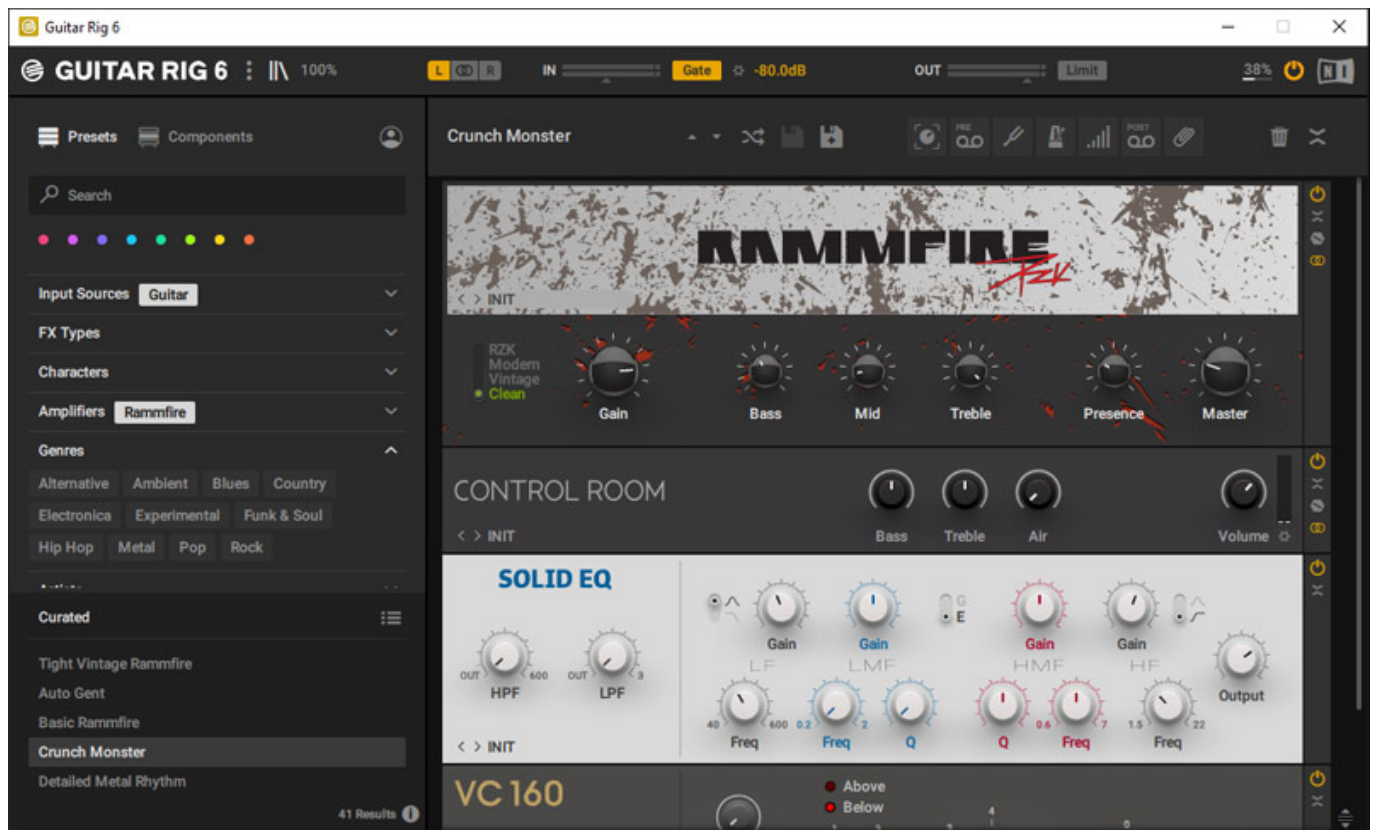 Guitar Rig 6
GUITAR RIG 6 100% L R IN Gate -80.0dB OUT Limit 38% N I
Presets Components
Search
Input Sources Guitar
FX Types
Characters
Amplifiers Rammfire
Genres
Alternative Ambient Blues Country
Electronica Experimental Funk & Soul
Hip Hop Metal Pop Rock
Curated
Tight Vintage Rammfire
Auto Gent
Basic Rammfire
Crunch Monster
Detailed Metal Rhythm
41 Results
Crunch Monster PRE POST
RAMMFIRE
RZK
< > INIT
RZK
Modern
Vintage
Clean
Gain Bass Mid Treble Presence Master
CONTROL ROOM
< > INIT
Bass Treble Air Volume
SOLID EQ
G
E
Gain Gain Gain Gain
LF LMF HMF HF
OUT 600 OUT 3
HPF LPF Output
40 600 0.2 2 0.6 7 1.5 22
Freq Freq Q Q Freq Freq
< > INIT
VC 160
Above
Below
4